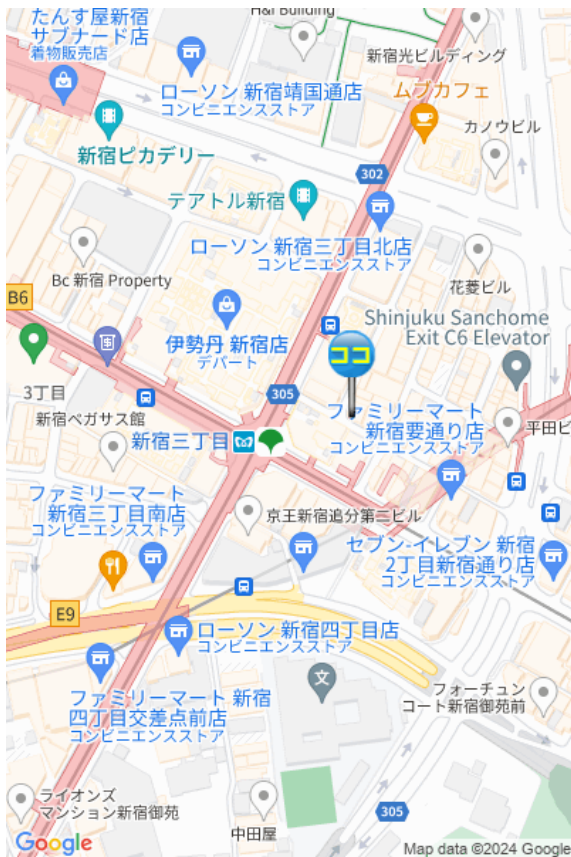 たんす屋新宿
サブナード店
着物販売店
H&I Building
新宿光ビルディング
ローソン 新宿靖国通店
コンビニエンスストア
ムブカフェ
カノウビル
新宿ピカデリー
302
テアトル新宿
ローソン 新宿三丁目北店
コンビニエンスストア
Bc 新宿 Property
花菱ビル
B6
Shinjuku Sanchome
Exit C6 Elevator
伊勢丹 新宿店
デパート
ココ
3丁目
305
新宿ペガサス館
ファミリーマート
新宿要通り店
コンビニエンスストア
平田ビ
新宿三丁目
ファミリーマート
新宿三丁目南店
コンビニエンスストア
京王新宿追分第二ビル
セブン-イレブン 新宿
2丁目新宿通り店
コンビニエンスストア
E9
ローソン 新宿四丁目店
コンビニエンスストア
文
ファミリーマート 新宿
四丁目交差点前店
コンビニエンスストア
フォーチュン
コート新宿御苑前
ライオンズ
マンション新宿御苑
305
中田屋
Google
Map data ©2024 Google